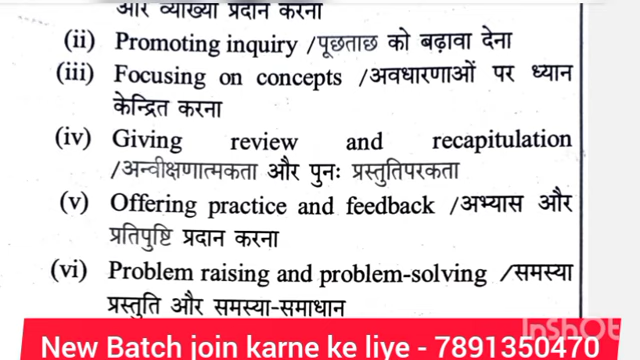 और व्याख्या प्रदान करना
(ii) Promoting inquiry /पूछताछ को बढ़ावा देना
(iii) Focusing on concepts /अवधारणाओं पर ध्यान
केन्द्रित करना
(iv) Giving review and recapitulation
/अन्वीक्षणात्मकता और पुनः प्रस्तुतिपरकता
(v) Offering practice and feedback /अभ्यास और
प्रतिपुष्टि प्रदान करना
(vi) Problem raising and problem-solving /समस्या
प्रस्तुति और समस्या-समाधान
InShOt
New Batch join karne ke liye - 7891350470